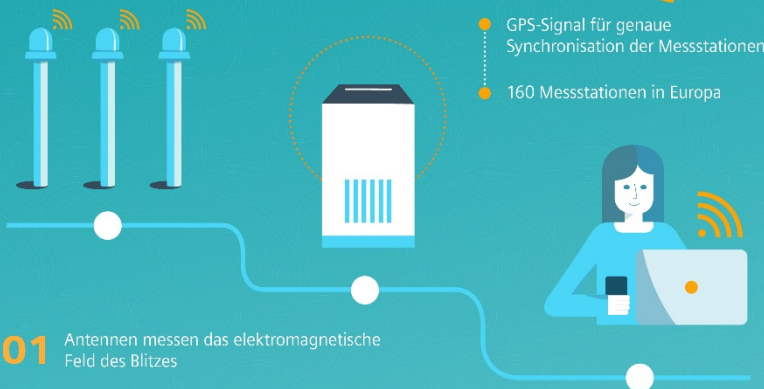 GPS-Signal für genaue
Synchronisation der Messstationen
160 Messstationen in Europa
01
Antennen messen das elektromagnetische
Feld des Blitzes